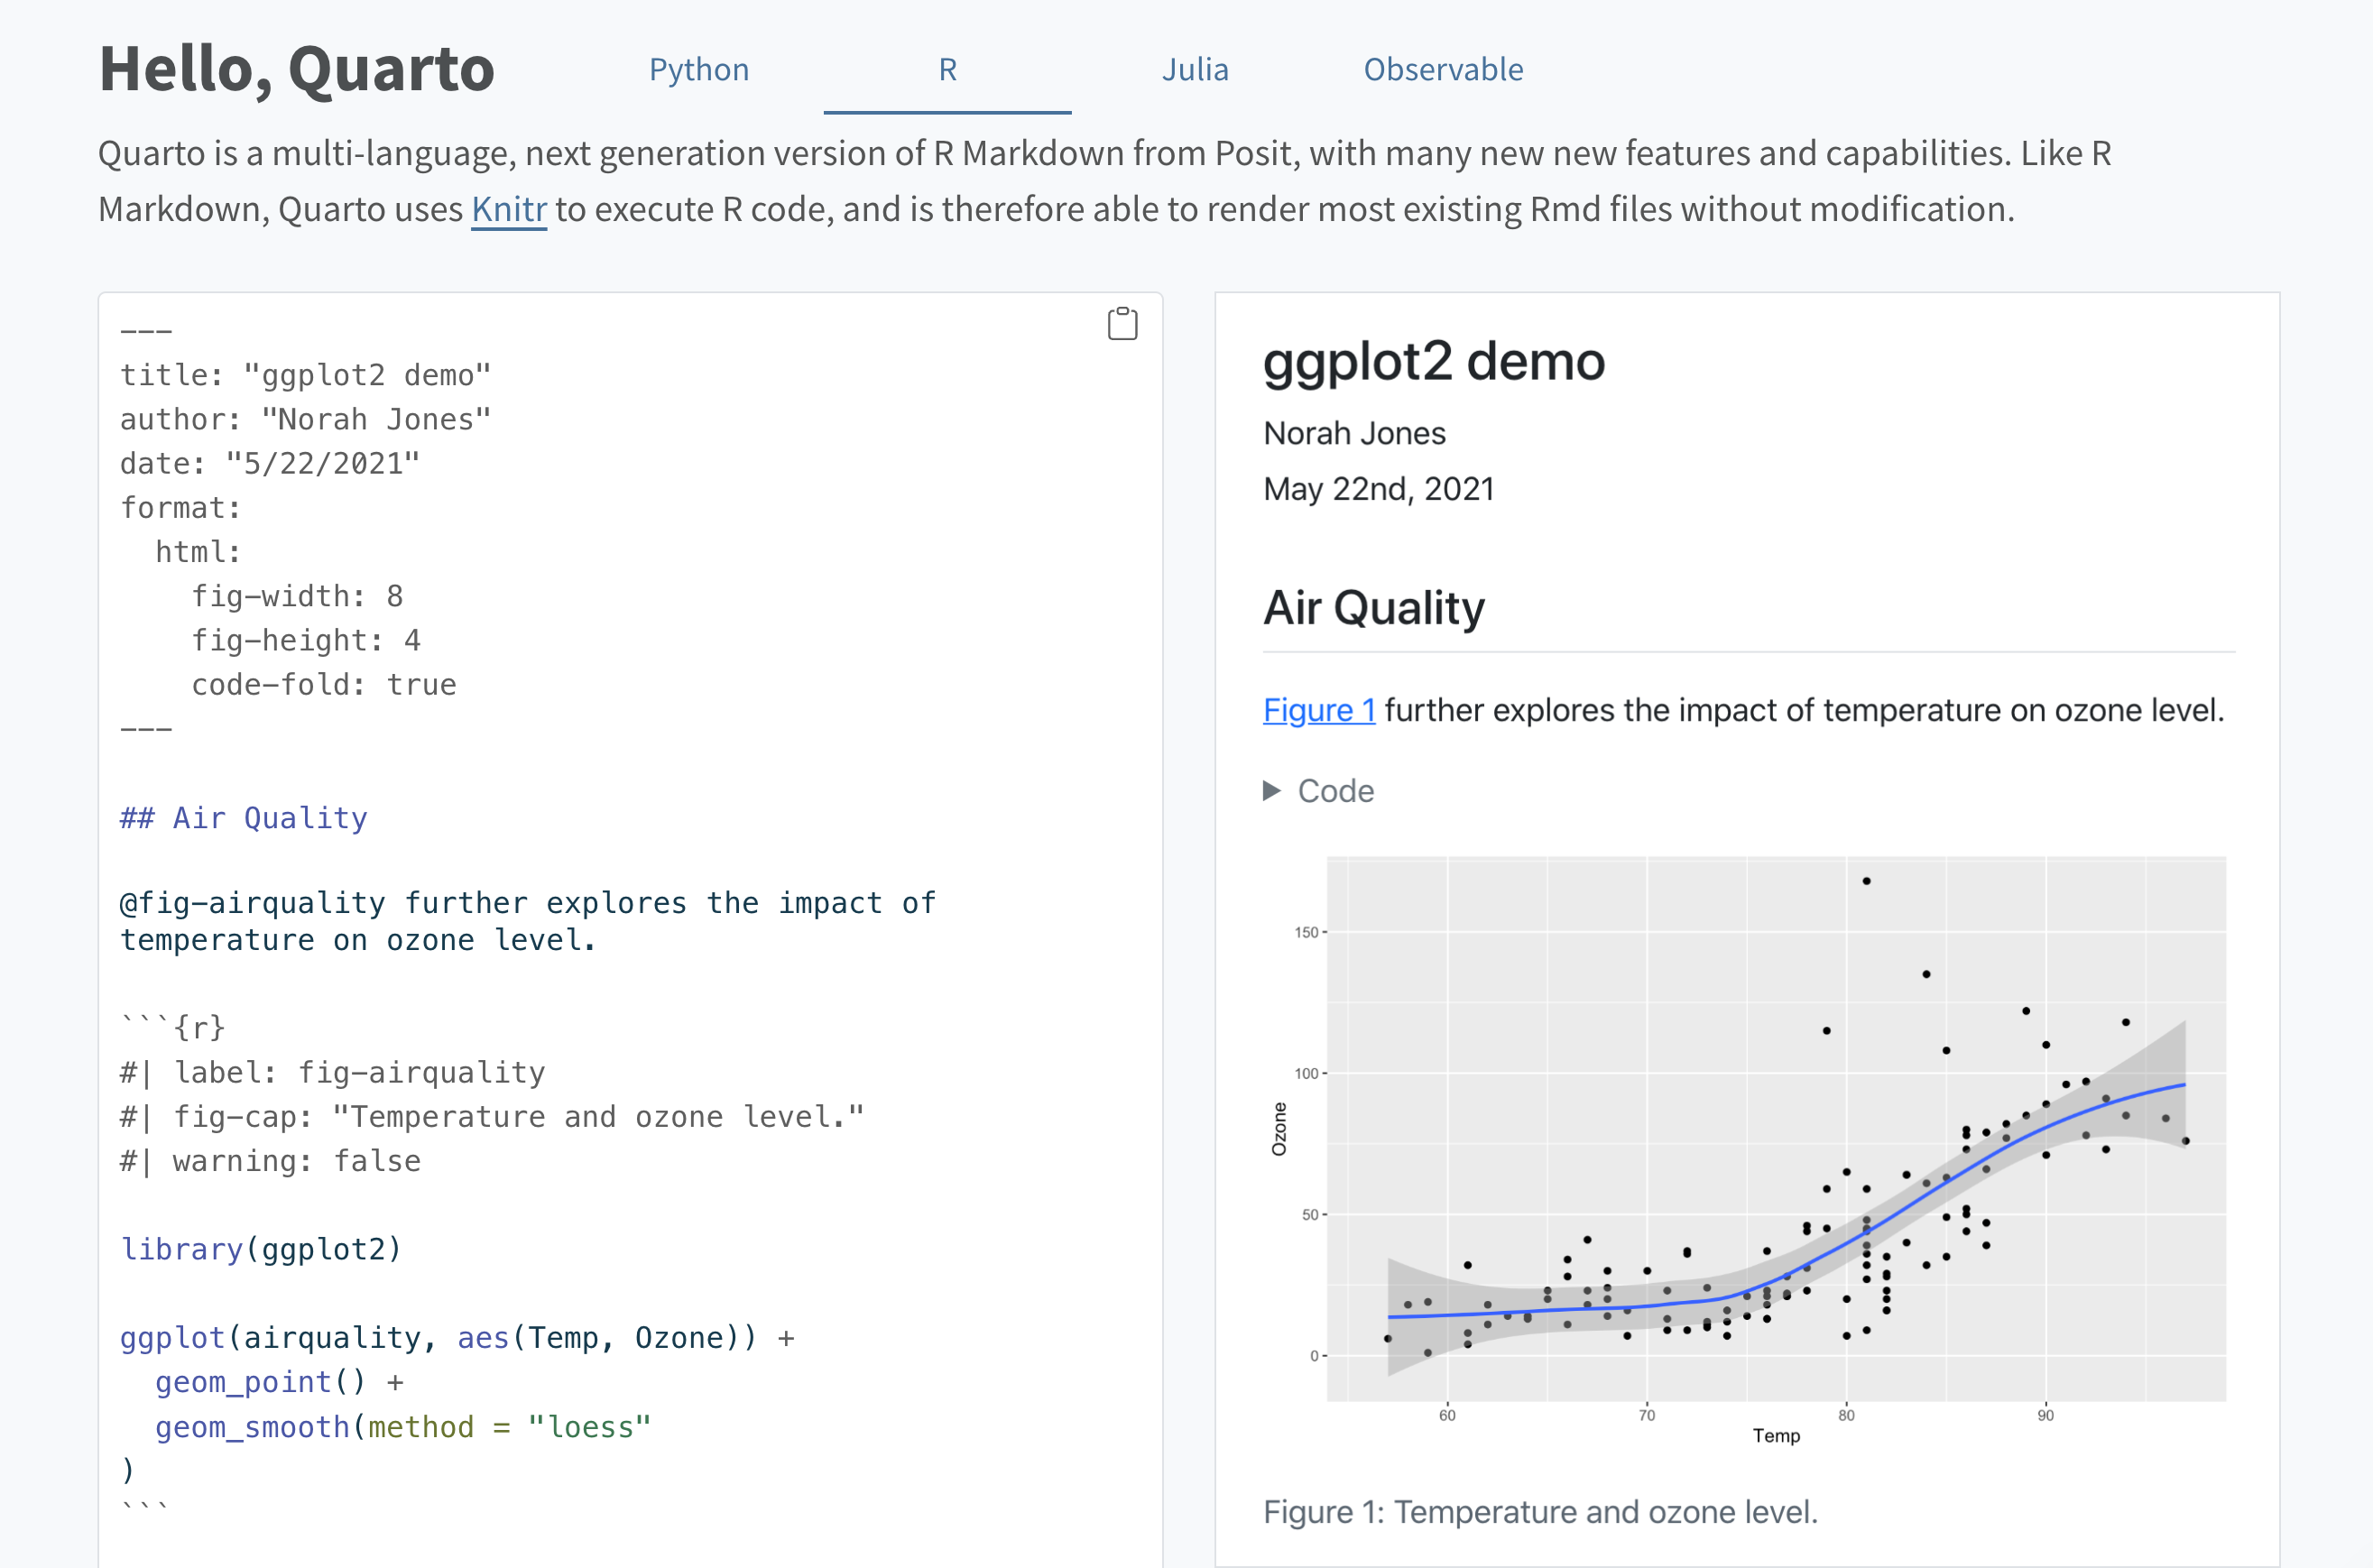 Hello, Quarto
Python
R
Julia
Observable
Quarto is a multi-language, next generation version of R Markdown from Posit, with many new new features and capabilities. Like R
Markdown, Quarto uses Knitr to execute R code, and is therefore able to render most existing Rmd files without modification.
---
title: "ggplot2 demo"
author: "Norah Jones"
date: "5/22/2021"
format:
  html:
    fig-width: 8
    fig-height: 4
    code-fold: true
---
## Air Quality
@fig-airquality further explores the impact of
temperature on ozone level.
```{r}
#| label: fig-airquality
#| fig-cap: "Temperature and ozone level."
#| warning: false
library(ggplot2)
ggplot(airquality, aes(Temp, Ozone)) +
  geom_point() +
  geom_smooth(method = "loess"
)
```
ggplot2 demo
Norah Jones
May 22nd, 2021
Air Quality
Figure 1 further explores the impact of temperature on ozone level.
Code
150
100
50
0
Ozone
60
70
80
90
Temp
Figure 1: Temperature and ozone level.